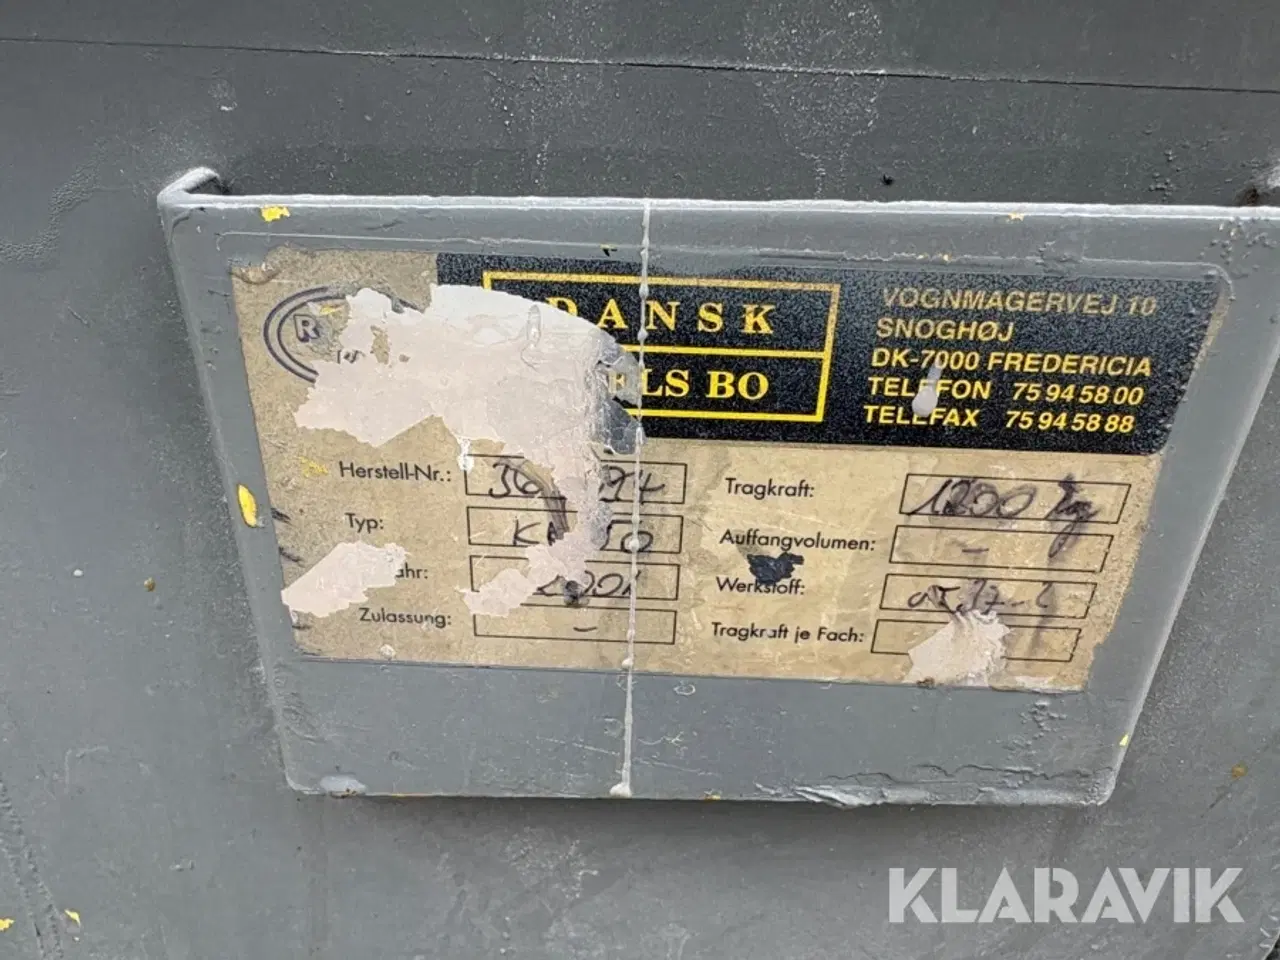 ®
DANSK
ELS BO
VOGNMAGERVEJ 10
SNOGHØJ
DK-7000 FREDERICIA
TELEFON 75 94 58 00
TELEFAX 75 94 58 88
Herstell-Nr.: 36
Typ:
ahr:
Zulassung: -
Tragkraft: 1200 kg
Auffangvolumen: -
Werkstoff:
Tragkraft je Fach:
KLARAVIK